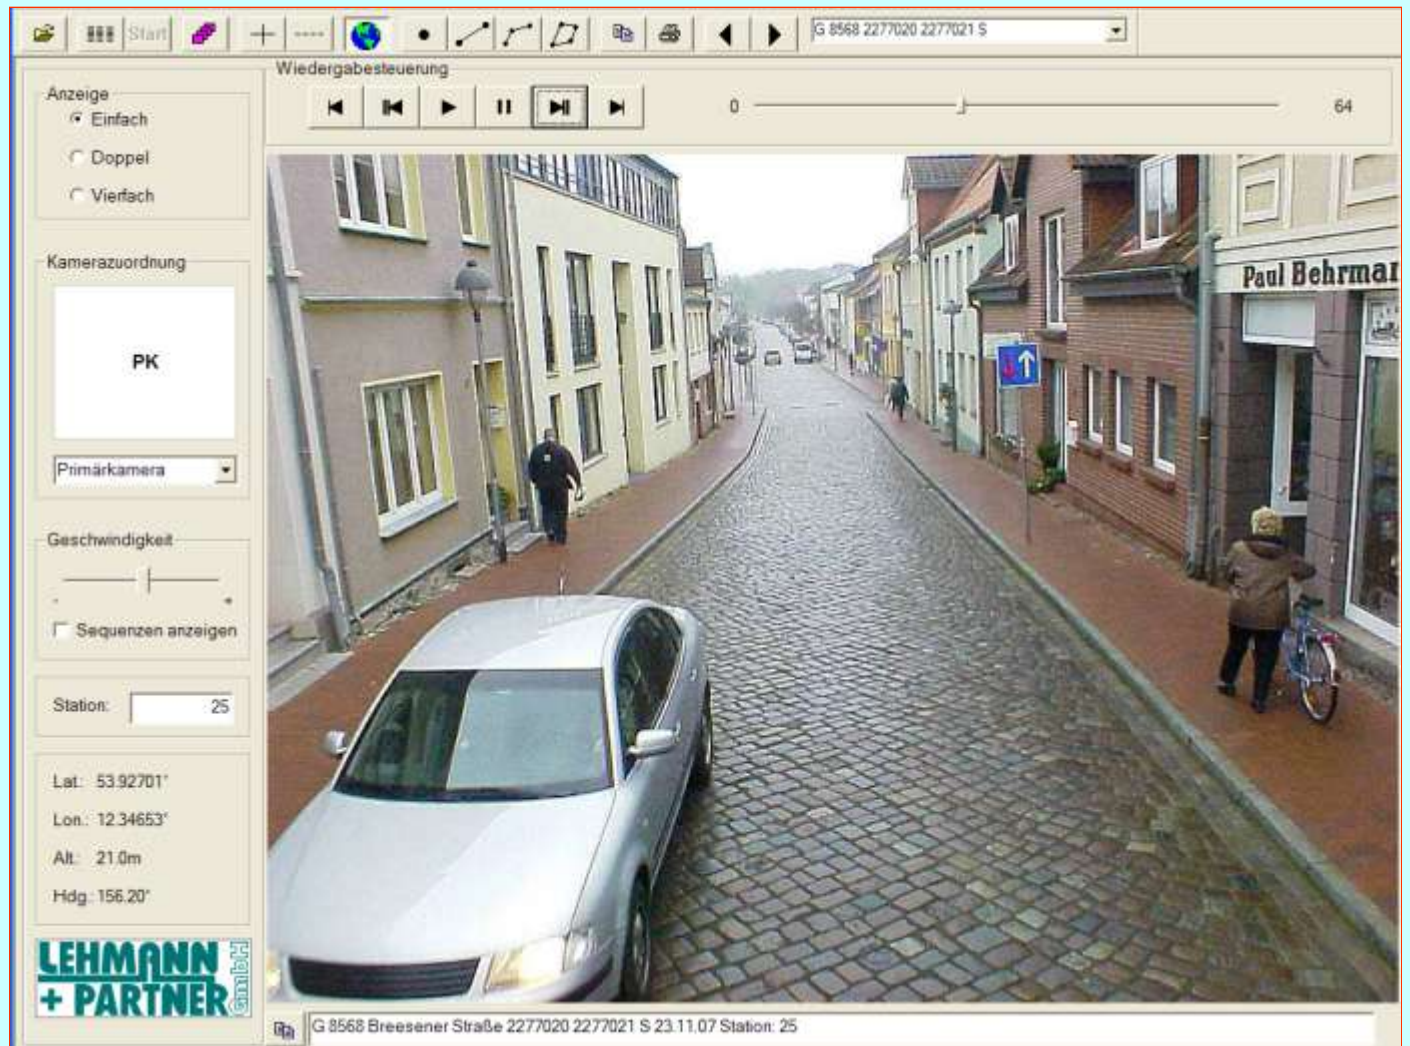 Start
G 8568 2277020 2277021 S
Wiedergabesteuerung
0
64
Anzeige
Einfach
Doppel
Vierfach
Kamerazuordnung
PK
Primärkamera
Geschwindigkeit
- +
Sequenzen anzeigen
Station: 25
Lat.: 53.92701°
Lon.: 12.34653°
Alt.: 21.0m
Hdg.: 156.20°
LEHMANN
+ PARTNER
GmbH
Paul Behrma
G 8568 Breesener Straße 2277020 2277021 S 23.11.07 Station: 25